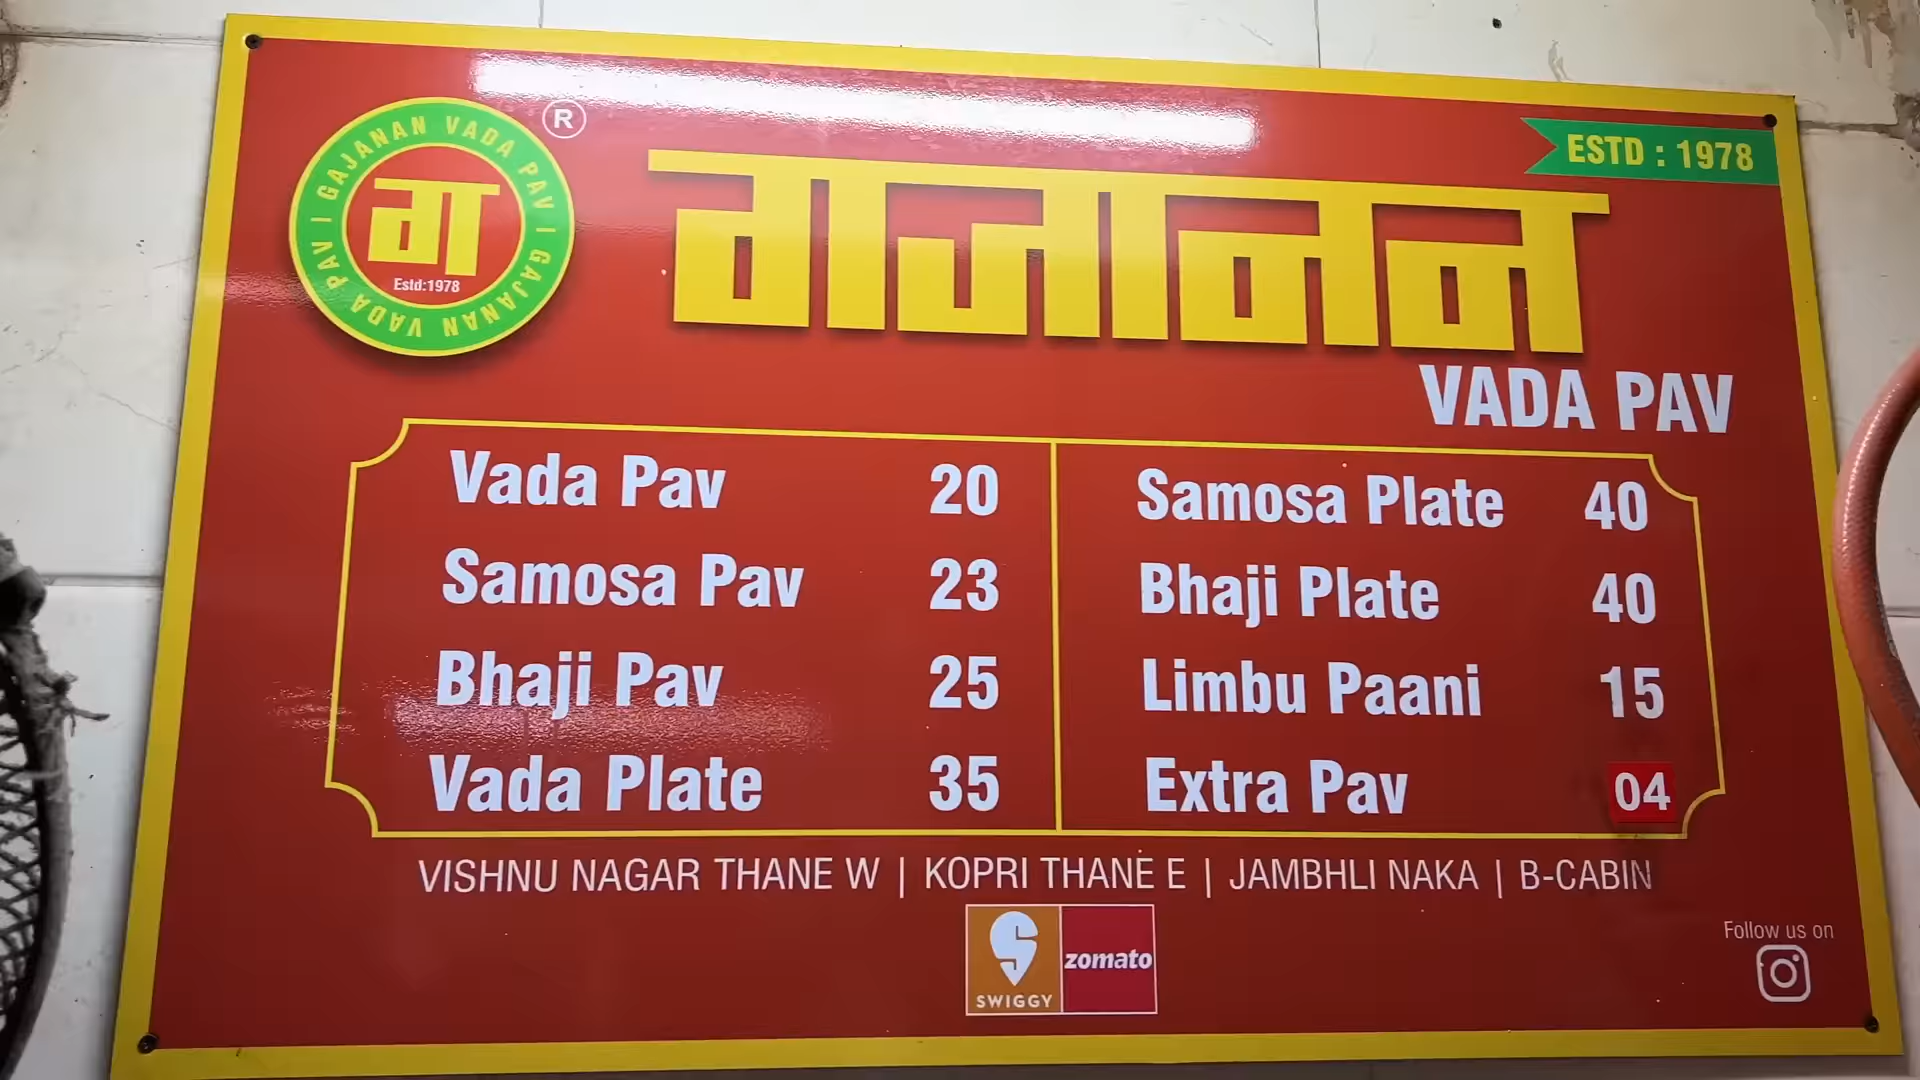 GAJANAN VADA PAV | GAJANAN VADA PAV |
गा
Estd:1978
®
ESTD : 1978
गजानन
VADA PAV
Vada Pav 20
Samosa Pav 23
Bhaji Pav 25
Vada Plate 35
Samosa Plate 40
Bhaji Plate 40
Limbu Paani 15
Extra Pav 04
VISHNU NAGAR THANE W | KOPRI THANE E | JAMBHLI NAKA | B-CABIN
SWIGGY
zomato
Follow us on